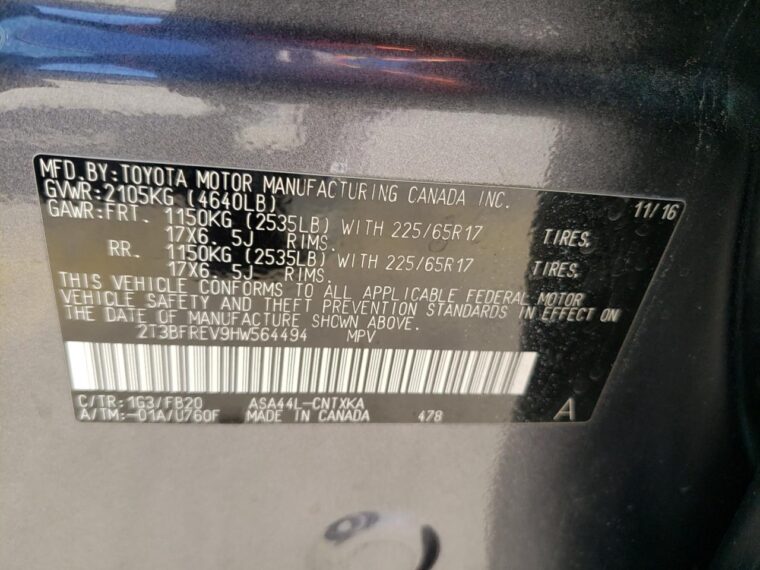 MFD.BY:TOYOTA MOTOR MANUFACTURING CANADA INC. 11/16
GVWR:2105KG (4640LB)
GAWR:FRT. 1150KG (2535LB) WITH 225/65R17 TIRES,
17X6. 5J RIMS.
RR. 1150KG (2535LB) WITH 225/65R17 TIRES,
17X6. 5J RIMS
THIS VEHICLE CONFORMS TO ALL APPLICABLE FEDERAL MOTOR
VEHICLE SAFETY AND THEFT PREVENTION STANDARDS IN EFFECT ON
THE DATE OF MANUFACTURE SHOWN ABOVE.
2T3BFREV9HW564494 MPV
C/TR:1G3/FB20 ASA44L-CNTXKA
A/TM:-01A/U760F MADE IN CANADA 478 A